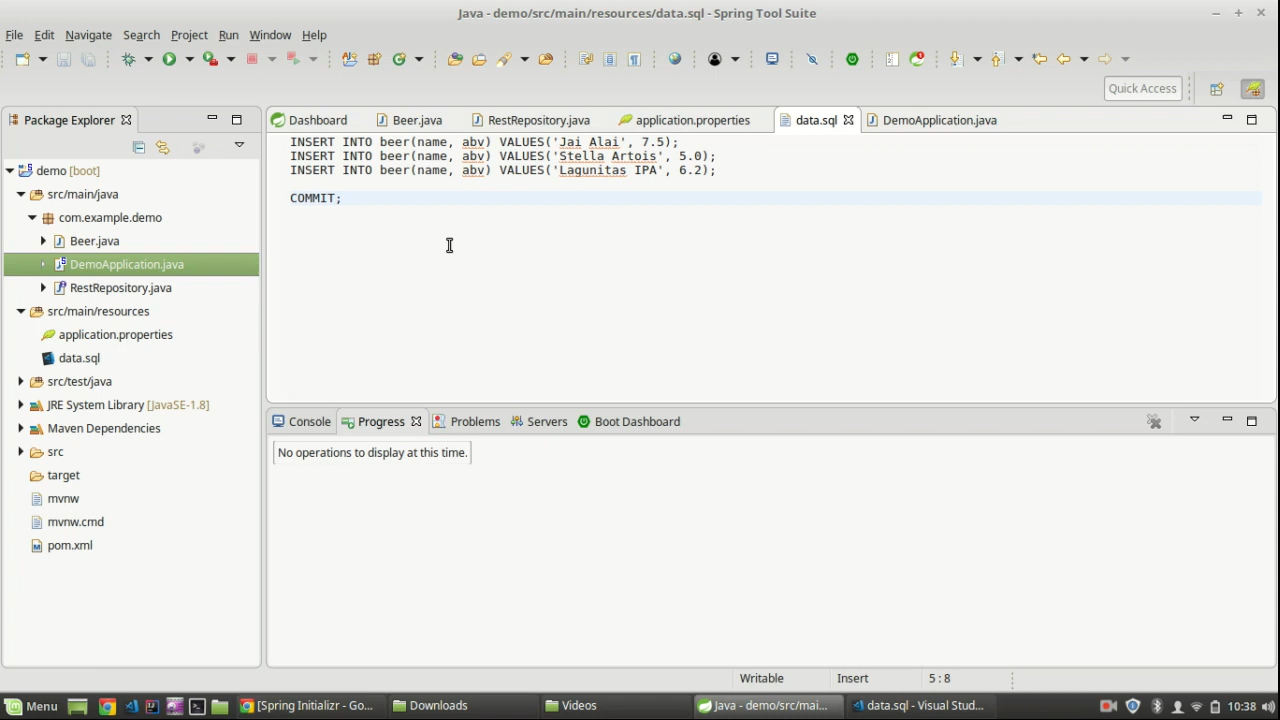 Java - demo/src/main/resources/data.sql - Spring Tool Suite
File Edit Navigate Search Project Run Window Help
Quick Access
Package Explorer
Dashboard Beer.java RestRepository.java application.properties data.sql DemoApplication.java
INSERT INTO beer(name, abv) VALUES('Jai Alai', 7.5);
INSERT INTO beer(name, abv) VALUES('Stella Artois', 5.0);
INSERT INTO beer(name, abv) VALUES('Lagunitas IPA', 6.2);
COMMIT;
demo [boot]
src/main/java
com.example.demo
Beer.java
DemoApplication.java
RestRepository.java
src/main/resources
application.properties
data.sql
src/test/java
JRE System Library [JavaSE-1.8]
Maven Dependencies
src
target
mvnw
mvnw.cmd
pom.xml
Console Progress Problems Servers Boot Dashboard
No operations to display at this time.
Writable Insert 5 : 8
Menu [Spring Initializr - Go... Downloads Videos Java - demo/src/mai... data.sql - Visual Stud... 10:38